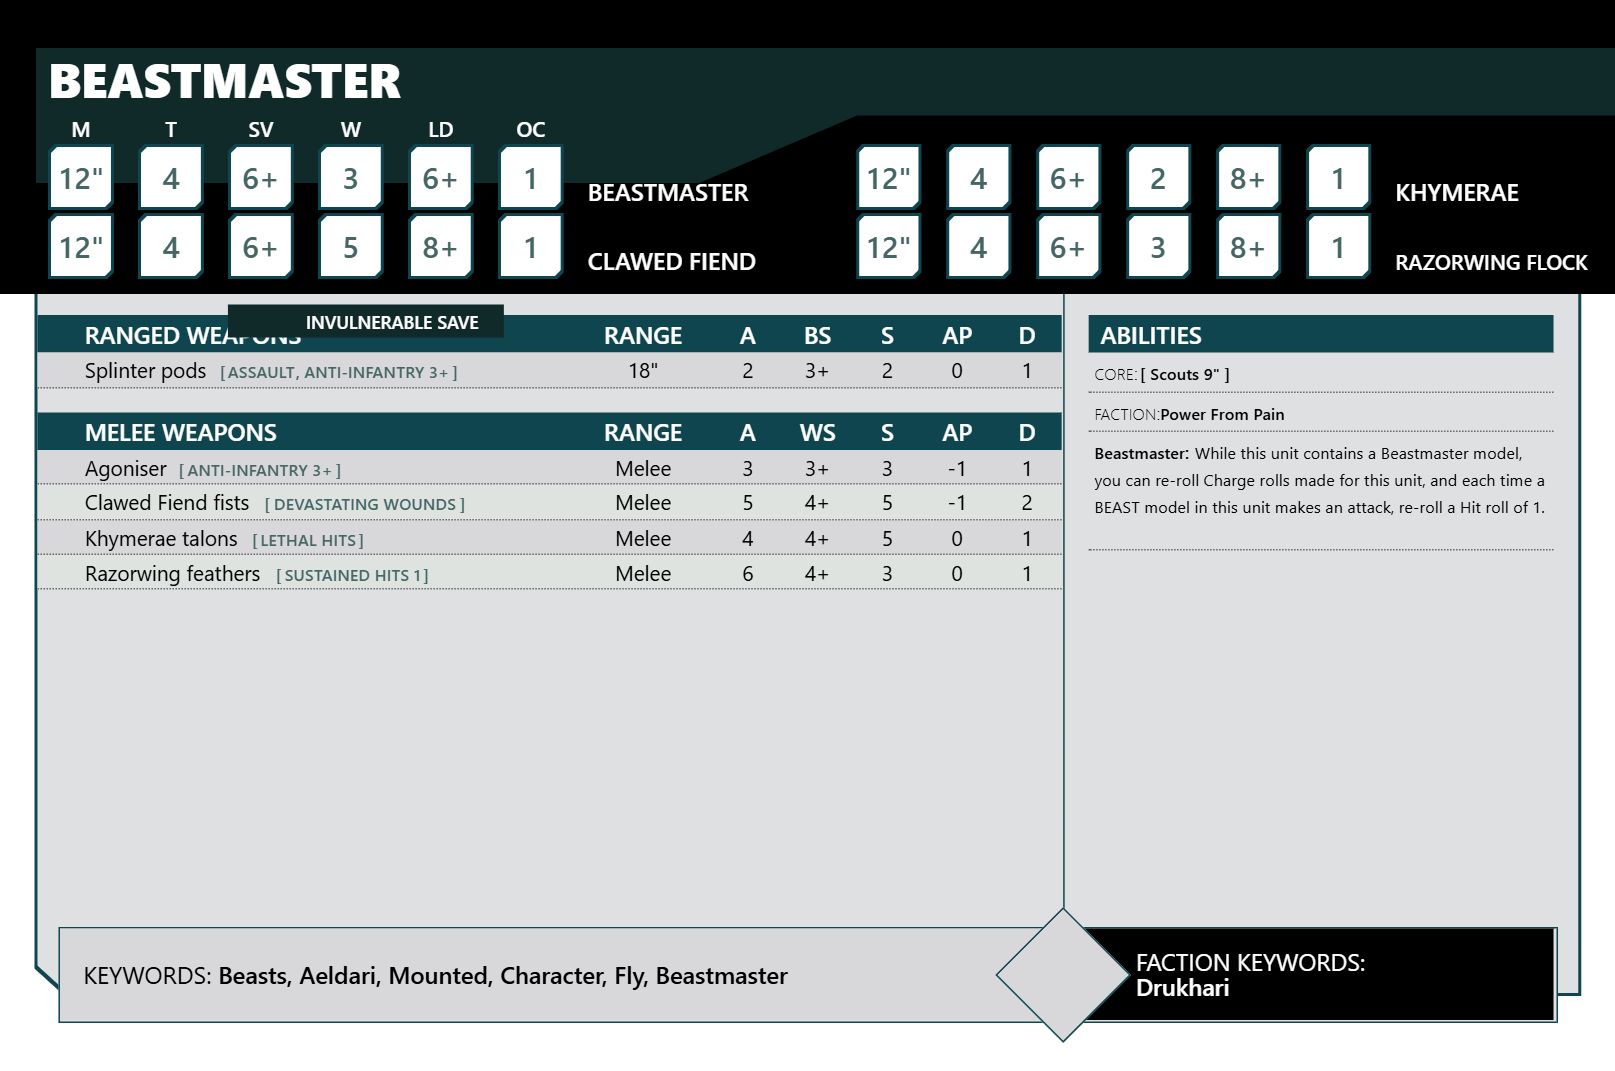 BEASTMASTER
M T SV W LD OC
12" 4 6+ 3 6+ 1 BEASTMASTER 12" 4 6+ 2 8+ 1 KHYMERAE
12" 4 6+ 5 8+ 1 CLAWED FIEND 12" 4 6+ 3 8+ 1 RAZORWING FLOCK
INVULNERABLE SAVE
RANGED WEAPONS RANGE A BS S AP D
Splinter pods [ ASSAULT, ANTI-INFANTRY 3+ ] 18" 2 3+ 2 0 1
MELEE WEAPONS RANGE A WS S AP D
Agoniser [ ANTI-INFANTRY 3+ ] Melee 3 3+ 3 -1 1
Clawed Fiend fists [ DEVASTATING WOUNDS ] Melee 5 4+ 5 -1 2
Khymerae talons [ LETHAL HITS ] Melee 4 4+ 5 0 1
Razorwing feathers [ SUSTAINED HITS 1 ] Melee 6 4+ 3 0 1
ABILITIES
CORE: [ Scouts 9" ]
FACTION: Power From Pain
Beastmaster: While this unit contains a Beastmaster model,
you can re-roll Charge rolls made for this unit, and each time a
BEAST model in this unit makes an attack, re-roll a Hit roll of 1.
KEYWORDS: Beasts, Aeldari, Mounted, Character, Fly, Beastmaster
FACTION KEYWORDS:
Drukhari